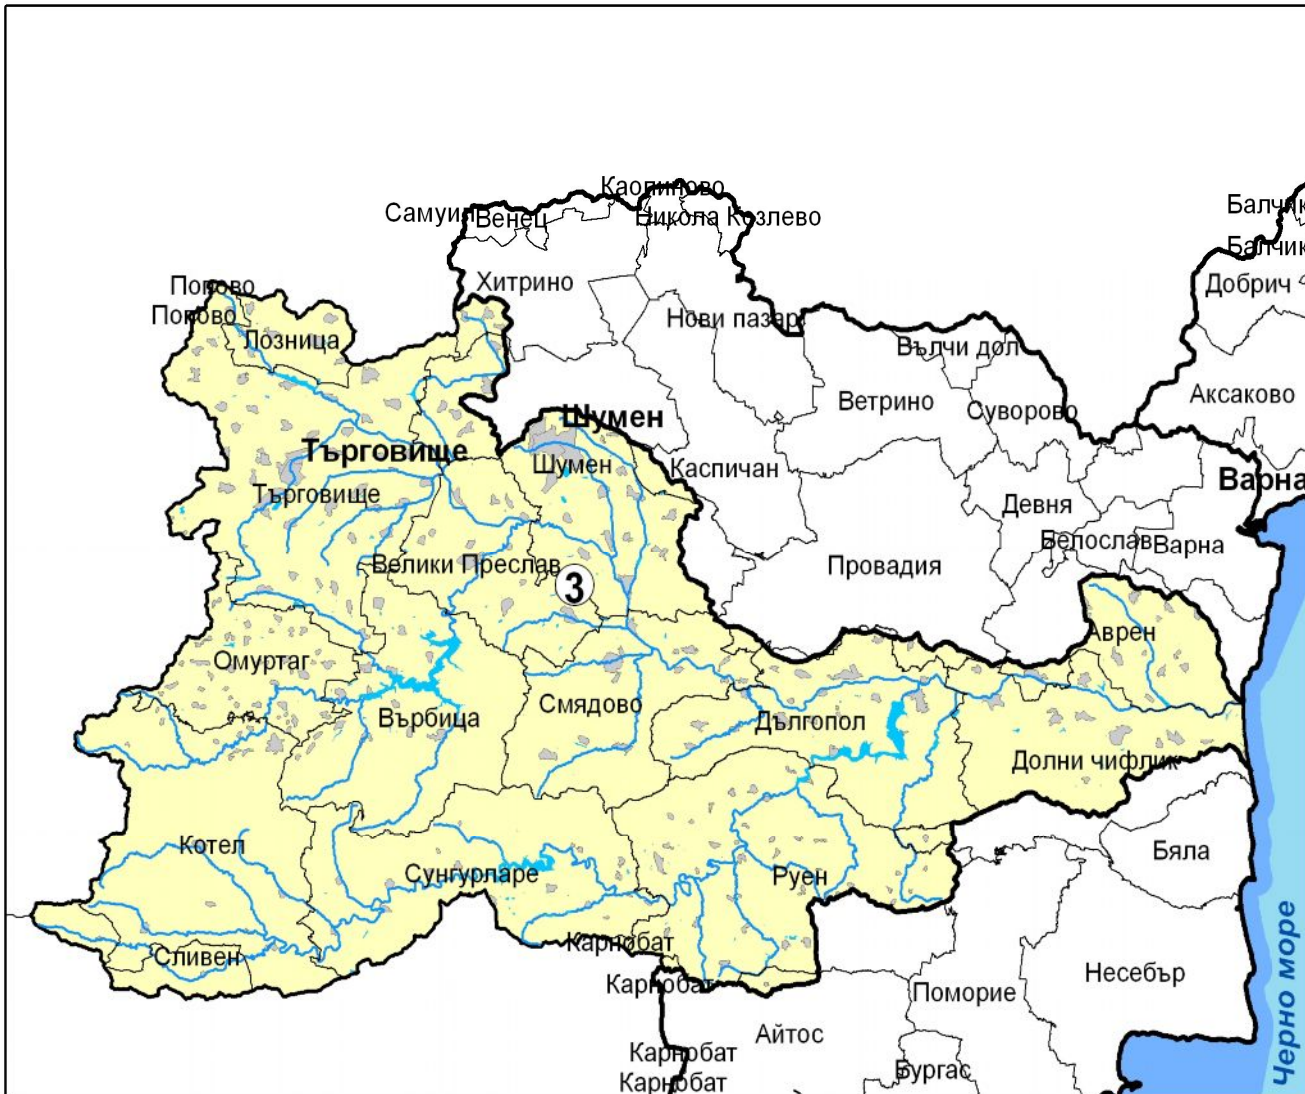 Каолиново
Самуил
Венец
Никола Козлево
Балчик
Балчик
Хитрино
Добрич
Попово
Попово
Нови пазар
Лозница
Вълчи дол
Аксаково
Ветрино
Суворово
Шумен
Търговище
Шумен
Каспичан
Варна
Търговище
Девня
Белослав
Варна
Велики Преслав
Провадия
3
Аврен
Омуртаг
Върбица
Смядово
Дългопол
Долни чифлик
Котел
Бяла
Сунгурларе
Руен
Карнобат
Сливен
Несебър
Карнобат
Поморие
Айтос
Черно море
Карнобат
Бургас
Карнобат